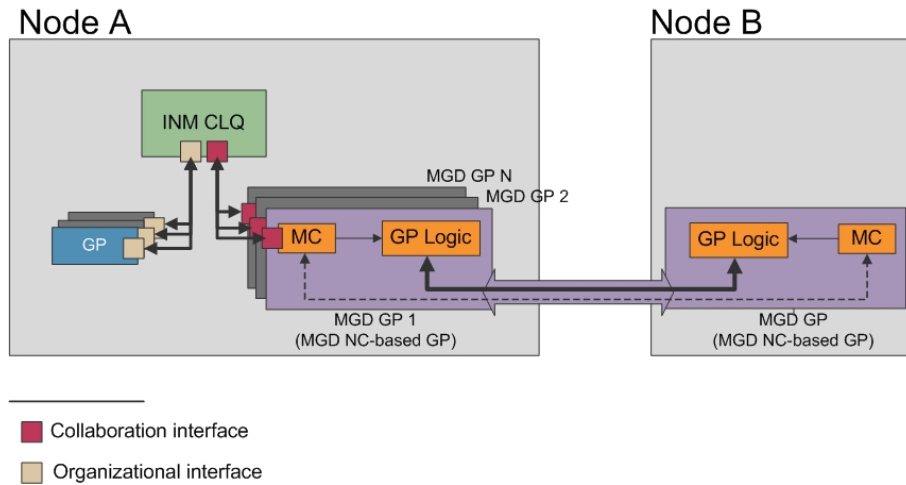 Node A
Node B
INM CLQ
MGD GP N
MGD GP 2
GP
MC
GP Logic
GP Logic
MC
MGD GP 1
(MGD NC-based GP)
MGD GP
(MGD NC-based GP)
Collaboration interface
Organizational interface